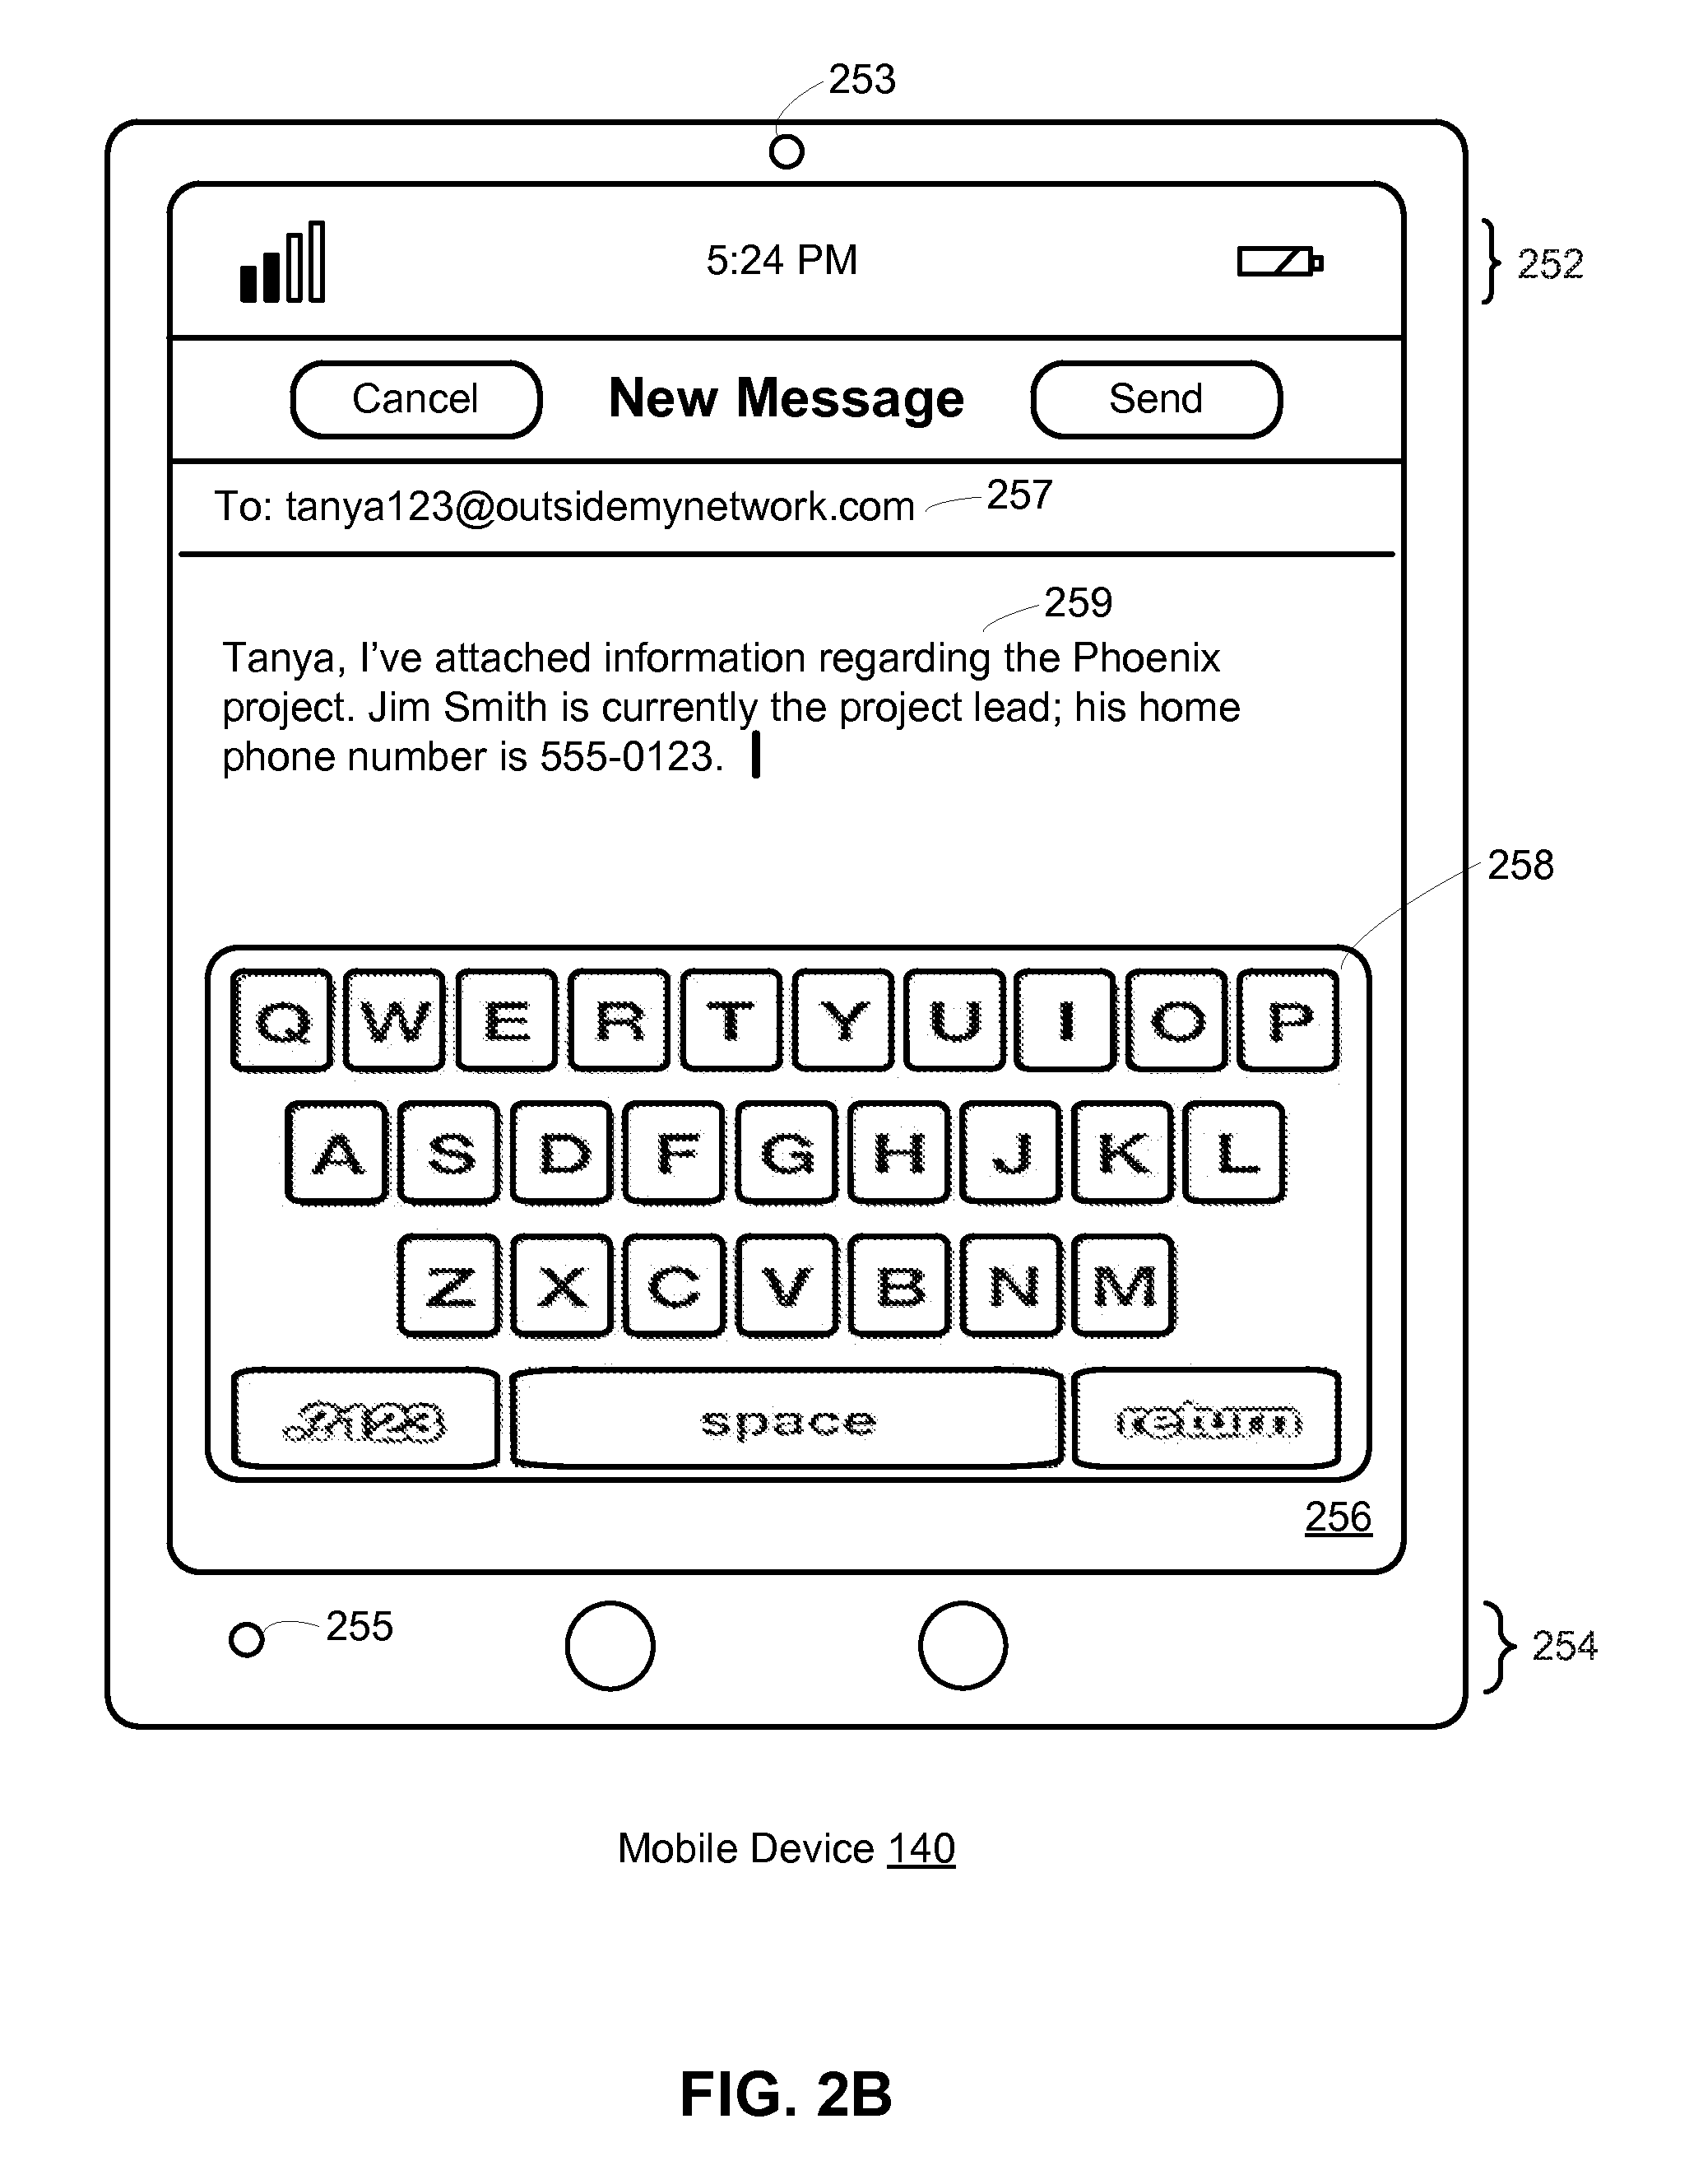 253
5:24 PM
252
Cancel New Message Send
To: tanya123@outsidemynetwork.com 257
259
Tanya, I’ve attached information regarding the Phoenix
project. Jim Smith is currently the project lead; his home
phone number is 555-0123.
258
Q W E R T Y U I O P
A S D F G H J K L
Z X C V B N M
.?123 space return
256
255
254
Mobile Device 140
FIG. 2B